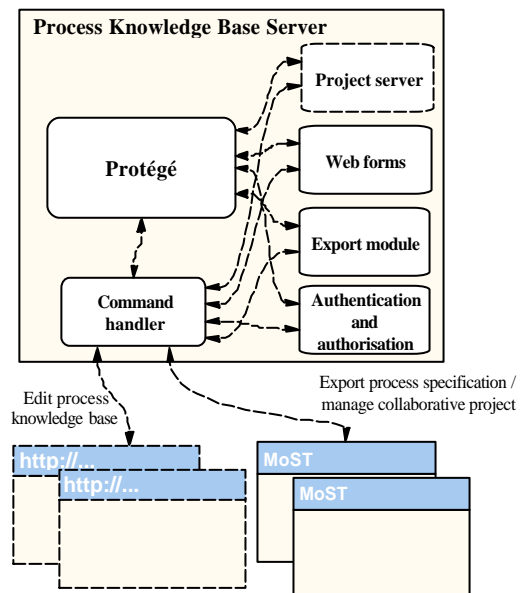 Process Knowledge Base Server
Project server
Protégé
Web forms
Export module
Command
handler
Authentication
and
authorisation
Edit process
knowledge base
Export process specification /
manage collaborative project
http://...
http://...
MoST
MoST